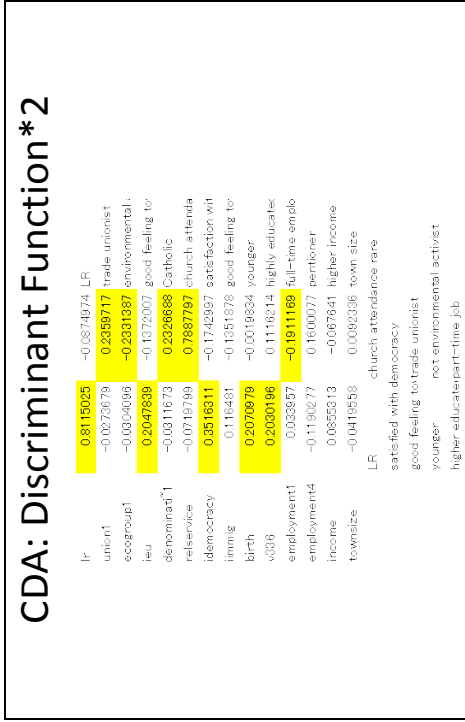 CDA: Discriminant Function*2
lr 0.8115025 -0.0874974 LR
union1 -0.0273679 0.2359717 trade unionist
ecogroup1 -0.0304096 -0.2331387 environmental
ieu 0.2047839 -0.1372007 good feeling to
denominati~1 -0.0311673 0.2326688 Catholic
relservice -0.0719799 0.7887797 church attenda
idemocracy 0.3516311 -0.1742997 satisfaction wit
iimmig 0.116481 -0.1351878 good feeling to
birth 0.2070979 -0.0019834 younger
v336 0.2030196 0.1116214 highly educated
employment1 0.033957 -0.1911169 full-time emplo
employment4 -0.1190277 0.1600077 pentioner
income 0.0855313 -0.067641 higher income
townsize -0.0419558 0.0092336 town size
LR church attendance rare
satisfied with democracy
good feeling to trade unionist
younger not environmental activist
higher educate part-time job